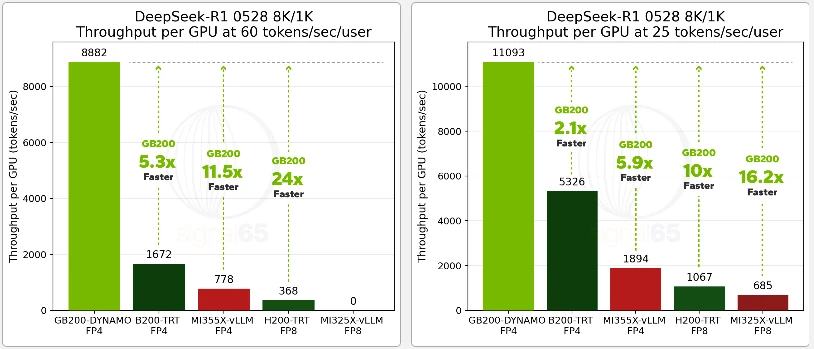 DeepSeek-R1 0528 8K/1K
Throughput per GPU at 60 tokens/sec/user
Throughput per GPU (tokens/sec)
8000
6000
4000
2000
0
8882
GB200
5.3x
Faster
GB200
11.5x
Faster
GB200
24x
Faster
1672
778
368
0
GB200-DYNAMO
FP4
B200-TRT
FP4
MI355X-vLLM
FP4
H200-TRT
FP8
MI325X-vLLM
FP8
signal65
DeepSeek-R1 0528 8K/1K
Throughput per GPU at 25 tokens/sec/user
Throughput per GPU (tokens/sec)
10000
8000
6000
4000
2000
0
11093
GB200
2.1x
Faster
GB200
5.9x
Faster
GB200
10x
Faster
GB200
16.2x
Faster
5326
1894
1067
685
GB200-DYNAMO
FP4
B200-TRT
FP4
MI355X-vLLM
FP4
H200-TRT
FP8
MI325X-vLLM
FP8